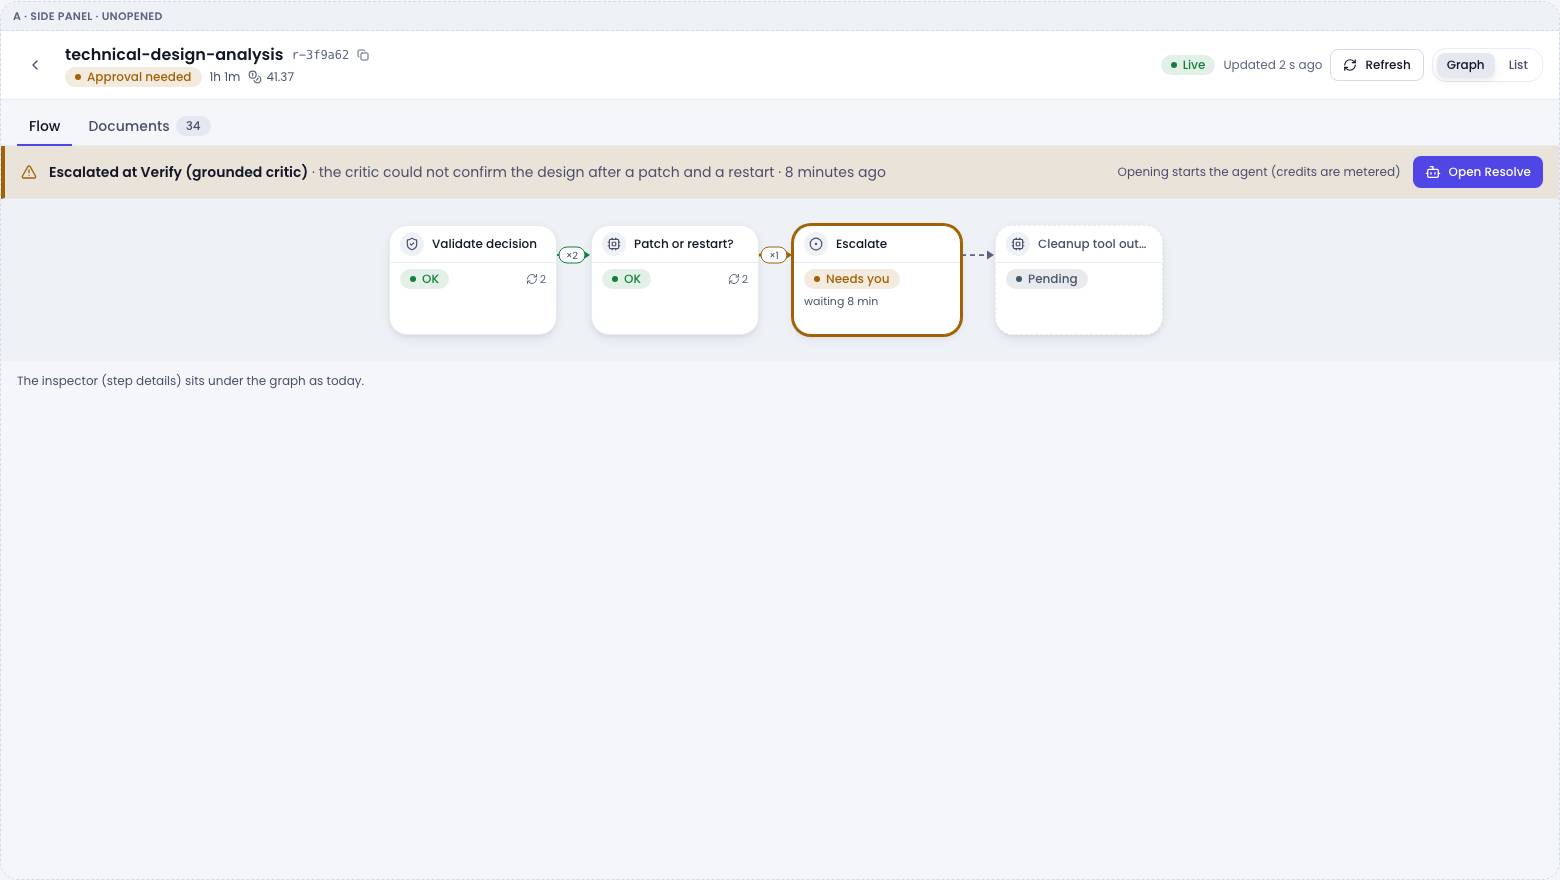 A · SIDE PANEL · UNOPENED
technical-design-analysis r-3f9a62
Approval needed 1h 1m 41.37
Live Updated 2 s ago Refresh Graph List
Flow Documents 34
Escalated at Verify (grounded critic) · the critic could not confirm the design after a patch and a restart · 8 minutes ago
Opening starts the agent (credits are metered) Open Resolve
Validate decision
OK 2
×2
Patch or restart?
OK 2
×1
Escalate
Needs you
waiting 8 min
Cleanup tool out...
Pending
The inspector (step details) sits under the graph as today.